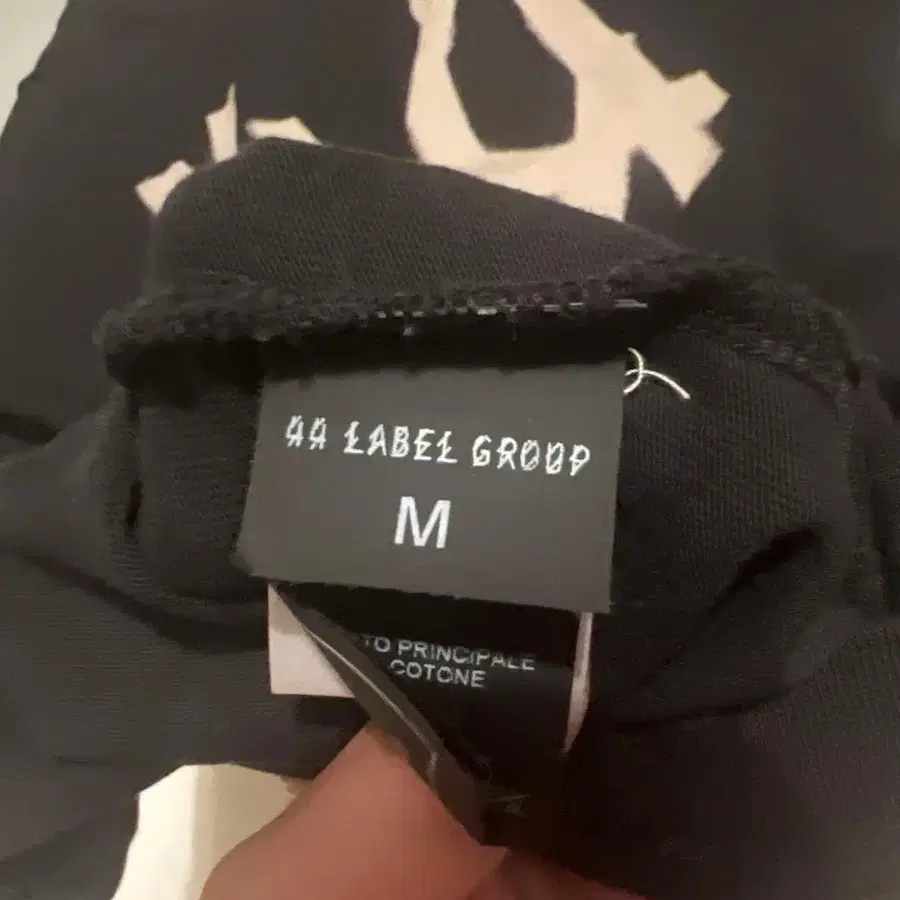 44 LABEL GROUP
M
TO PRINCIPALE
COTONE